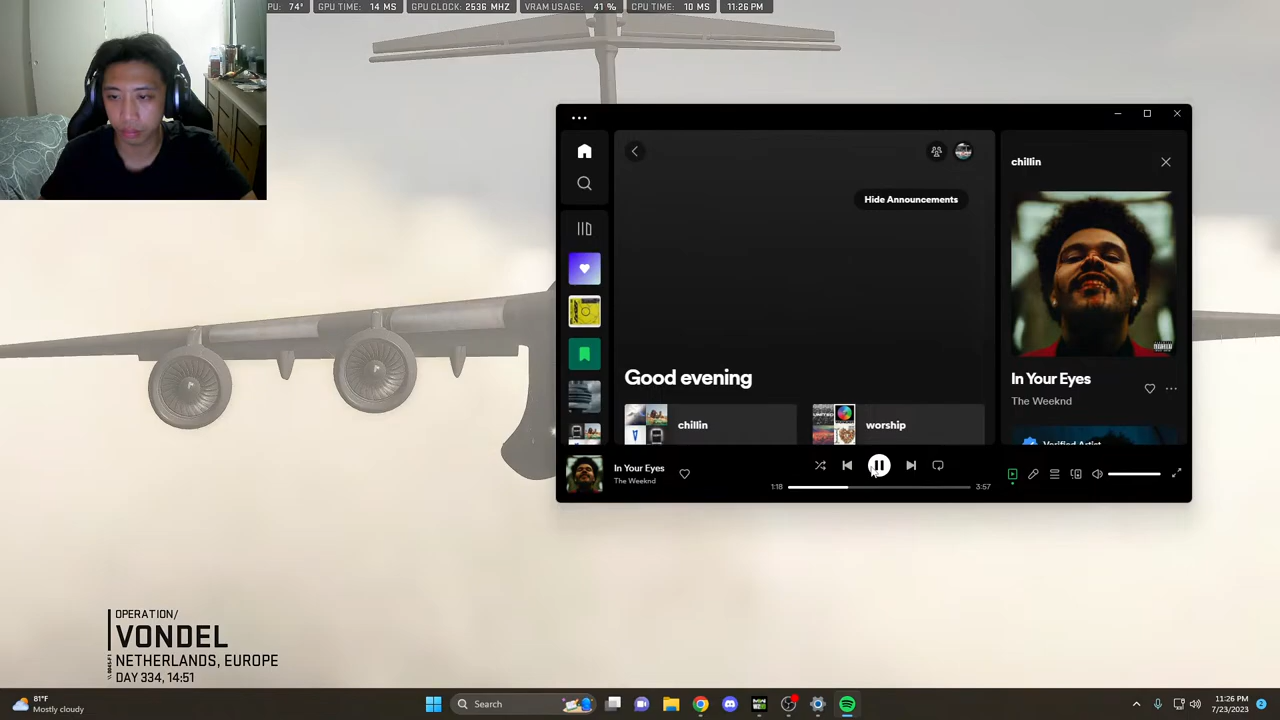 PU: 74° GPU TIME: 14 MS GPU CLOCK: 2536 MHZ VRAM USAGE: 41 % CPU TIME: 10 MS 11:26 PM
Hide Announcements
Good evening
chillin
worship
chillin
In Your Eyes
The Weeknd
Verified Artist
In Your Eyes
The Weeknd
1:18
3:57
OPERATION/
VONDEL
NETHERLANDS, EUROPE
DAY 334, 14:51
81°F
Mostly cloudy
Search
11:26 PM
7/23/2023
2